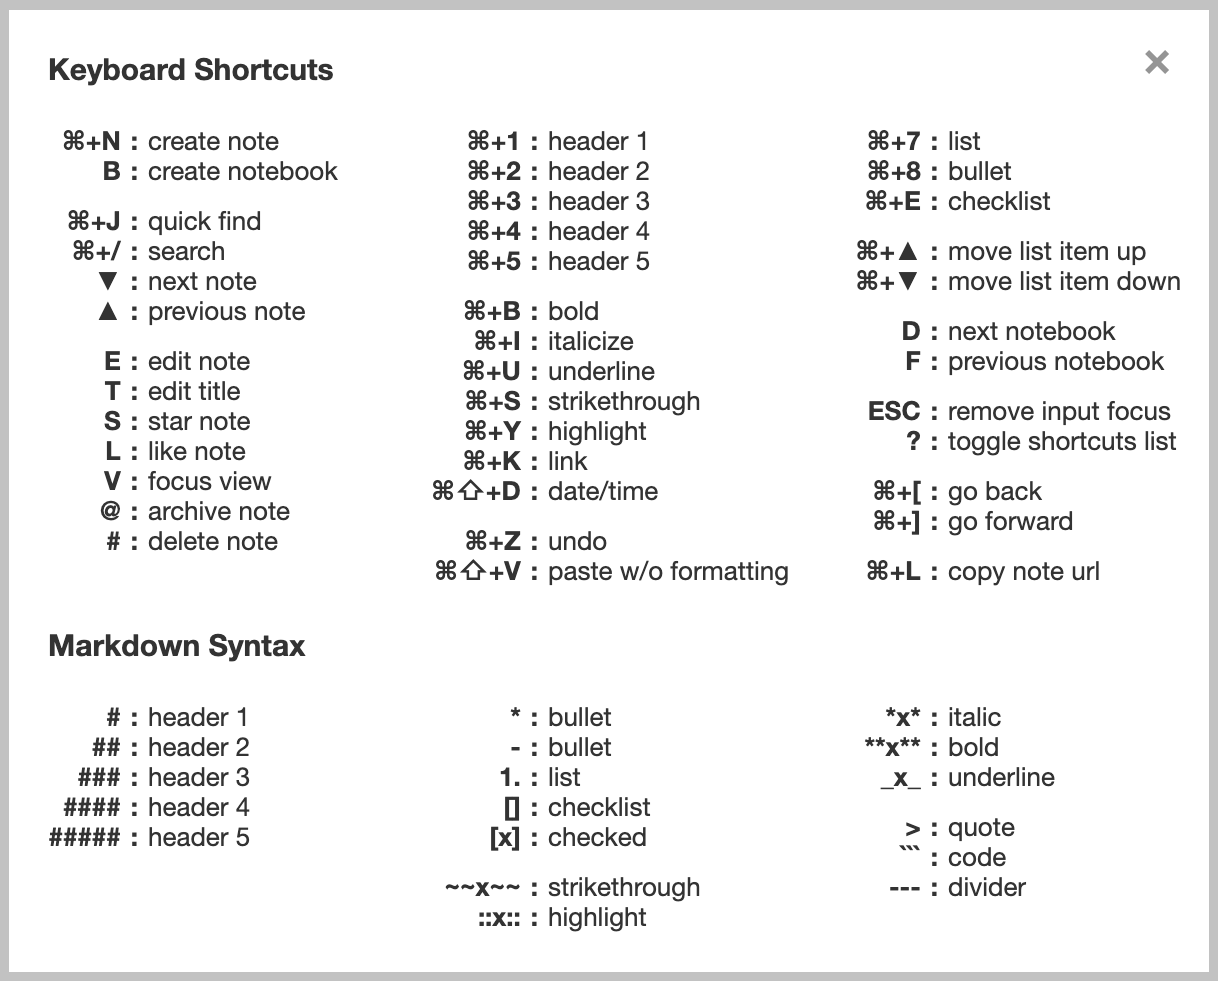 Keyboard Shortcuts
×
⌘+N : create note
B : create notebook
⌘+J : quick find
⌘+/ : search
▼ : next note
▲ : previous note
E : edit note
T : edit title
S : star note
L : like note
V : focus view
@ : archive note
# : delete note
⌘+1 : header 1
⌘+2 : header 2
⌘+3 : header 3
⌘+4 : header 4
⌘+5 : header 5
⌘+B : bold
⌘+I : italicize
⌘+U : underline
⌘+S : strikethrough
⌘+Y : highlight
⌘+K : link
⌘⇧+D : date/time
⌘+Z : undo
⌘⇧+V : paste w/o formatting
⌘+7 : list
⌘+8 : bullet
⌘+E : checklist
⌘+▲ : move list item up
⌘+▼ : move list item down
D : next notebook
F : previous notebook
ESC : remove input focus
? : toggle shortcuts list
⌘+[ : go back
⌘+] : go forward
⌘+L : copy note url
Markdown Syntax
# : header 1
## : header 2
### : header 3
#### : header 4
##### : header 5
* : bullet
- : bullet
1. : list
[] : checklist
[x] : checked
~~x~~ : strikethrough
::x:: : highlight
*x* : italic
**x** : bold
_x_ : underline
> : quote
``` : code
--- : divider